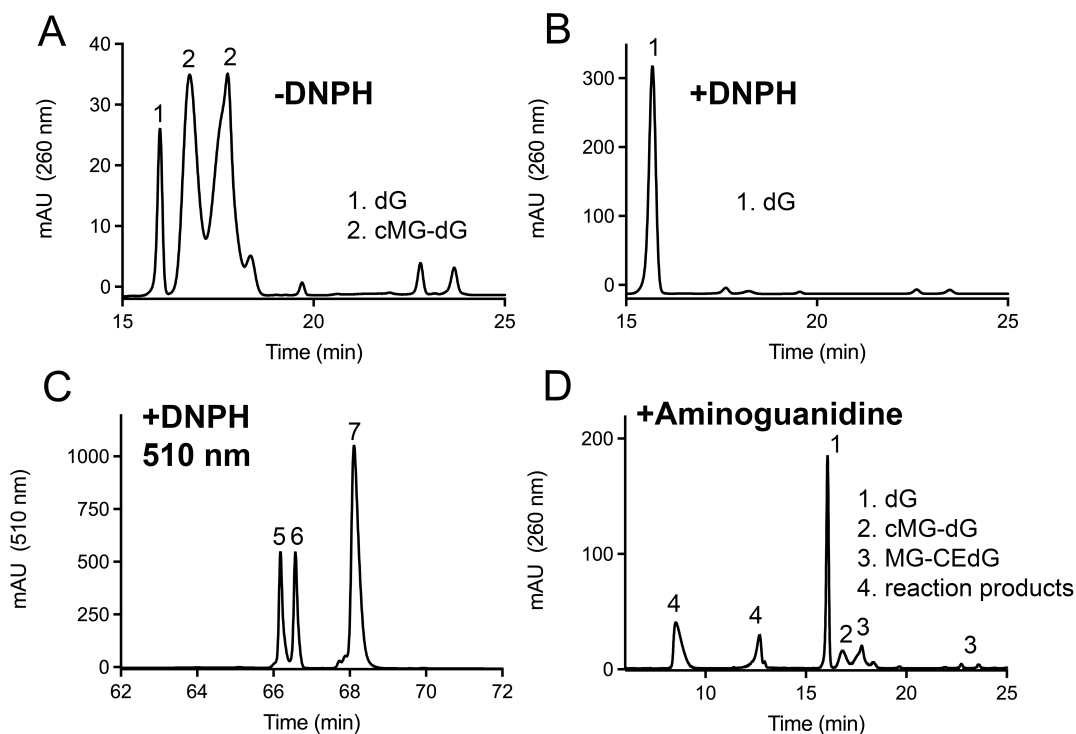 A
-DNPH
mAU (260 nm)
40
30
20
10
0
1
2
2
1. dG
2. cMG-dG
15
20
25
Time (min)
B
+DNPH
mAU (260 nm)
300
200
100
0
1
1. dG
15
20
25
Time (min)
C
+DNPH
510 nm
mAU (510 nm)
1000
750
500
250
0
5
6
7
62
64
66
68
70
72
Time (min)
D
+Aminoguanidine
mAU (260 nm)
200
100
0
4
4
1
2
3
3
1. dG
2. cMG-dG
3. MG-CEdG
4. reaction products
10
15
20
25
Time (min)